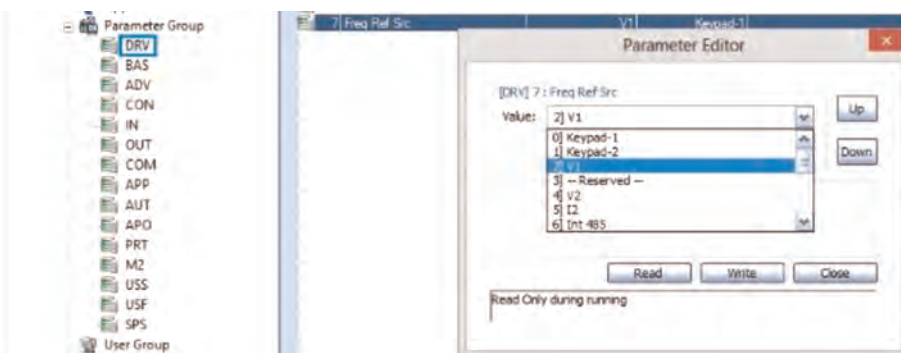 Parameter Group
DRV
BAS
ADV
CON
IN
OUT
COM
APP
AUT
APO
PRT
M2
USS
USF
SPS
User Group
7 Freq Ref Src V1 Keypad-1
Parameter Editor
[DRV] 7 : Freq Ref Src
Value: 2] V1
Up
Down
0] Keypad-1
1] Keypad-2
2] V1
3] -- Reserved --
4] V2
5] I2
6] Int 485
Read Write Close
Read Only during running